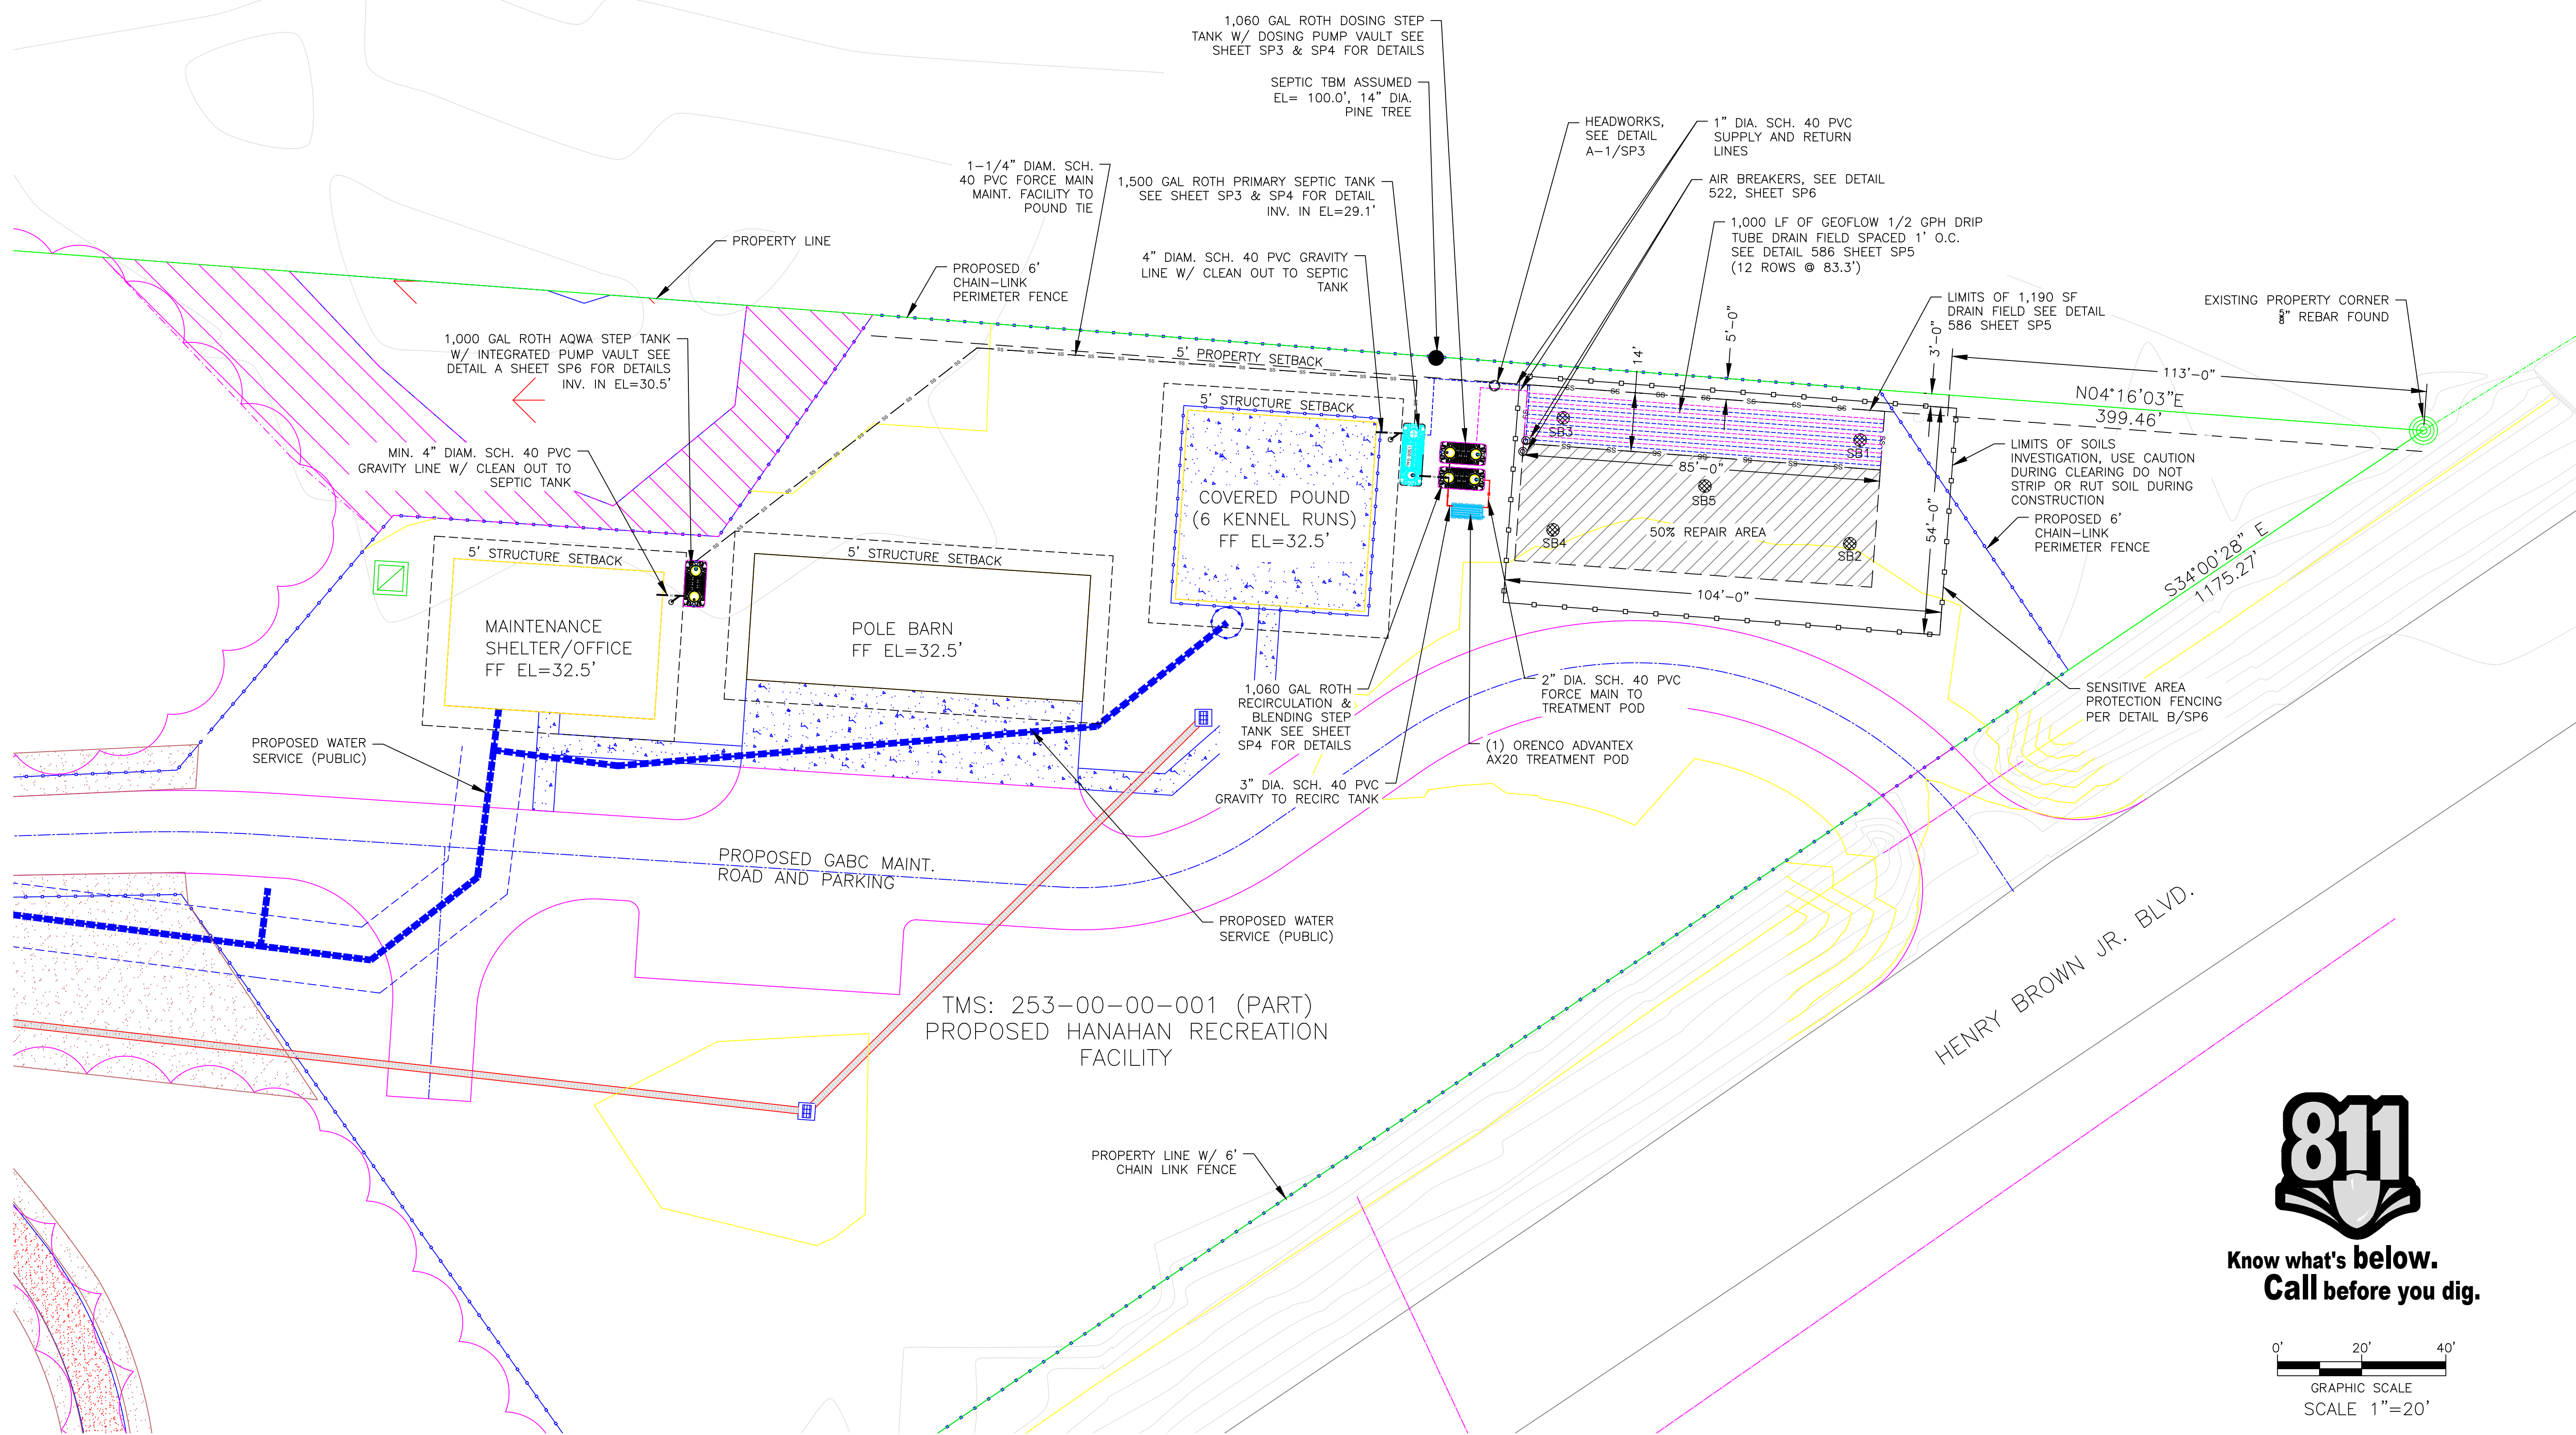 1,060 GAL ROTH DOSING STEP
TANK W/ DOSING PUMP VAULT SEE
SHEET SP3 & SP4 FOR DETAILS
SEPTIC TBM ASSUMED
EL= 100.0', 14" DIA.
PINE TREE
HEADWORKS,
SEE DETAIL
A-1/SP3
1" DIA. SCH. 40 PVC
SUPPLY AND RETURN
LINES
1-1/4" DIAM. SCH.
40 PVC FORCE MAIN
MAINT. FACILITY TO
POUND TIE
1,500 GAL ROTH PRIMARY SEPTIC TANK
SEE SHEET SP3 & SP4 FOR DETAIL
INV. IN EL=29.1'
AIR BREAKERS, SEE DETAIL
522, SHEET SP6
1,000 LF OF GEOFLOW 1/2 GPH DRIP
TUBE DRAIN FIELD SPACED 1' O.C.
SEE DETAIL 586 SHEET SP5
(12 ROWS @ 83.3')
PROPERTY LINE
PROPOSED 6'
CHAIN-LINK
PERIMETER FENCE
4" DIAM. SCH. 40 PVC GRAVITY
LINE W/ CLEAN OUT TO SEPTIC
TANK
LIMITS OF 1,190 SF
DRAIN FIELD SEE DETAIL
586 SHEET SP5
EXISTING PROPERTY CORNER
5/8" REBAR FOUND
1,000 GAL ROTH AQWA STEP TANK
W/ INTEGRATED PUMP VAULT SEE
DETAIL A SHEET SP6 FOR DETAILS
INV. IN EL=30.5'
5' PROPERTY SETBACK
14'
5'-0"
3'-0"
113'-0"
N04°16'03"E
399.46'
5' STRUCTURE SETBACK
SB3
SB1
85'-0"
MIN. 4" DIAM. SCH. 40 PVC
GRAVITY LINE W/ CLEAN OUT TO
SEPTIC TANK
LIMITS OF SOILS
INVESTIGATION, USE CAUTION
DURING CLEARING DO NOT
STRIP OR RUT SOIL DURING
CONSTRUCTION
COVERED POUND
(6 KENNEL RUNS)
FF EL=32.5'
SB5
SB4
50% REPAIR AREA
SB2
54'-0"
PROPOSED 6'
CHAIN-LINK
PERIMETER FENCE
5' STRUCTURE SETBACK
5' STRUCTURE SETBACK
104'-0"
S34°00'28" E
1175.27'
MAINTENANCE
SHELTER/OFFICE
FF EL=32.5'
POLE BARN
FF EL=32.5'
1,060 GAL ROTH
RECIRCULATION &
BLENDING STEP
TANK SEE SHEET
SP4 FOR DETAILS
2" DIA. SCH. 40 PVC
FORCE MAIN TO
TREATMENT POD
SENSITIVE AREA
PROTECTION FENCING
PER DETAIL B/SP6
PROPOSED WATER
SERVICE (PUBLIC)
(1) ORENCO ADVANTEX
AX20 TREATMENT POD
3" DIA. SCH. 40 PVC
GRAVITY TO RECIRC TANK
PROPOSED GABC MAINT.
ROAD AND PARKING
PROPOSED WATER
SERVICE (PUBLIC)
HENRY BROWN JR. BLVD.
TMS: 253-00-00-001 (PART)
PROPOSED HANAHAN RECREATION
FACILITY
PROPERTY LINE W/ 6'
CHAIN LINK FENCE
811
Know what's below.
Call before you dig.
0' 20' 40'
GRAPHIC SCALE
SCALE 1"=20'